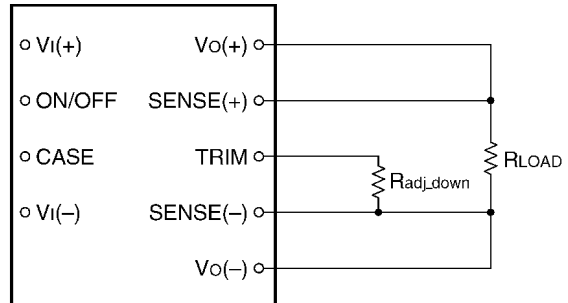 VI(+) VO(+)
ON/OFF SENSE(+)
CASE TRIM
RLOAD
Radj_down
VI(–) SENSE(–)
VO(–)